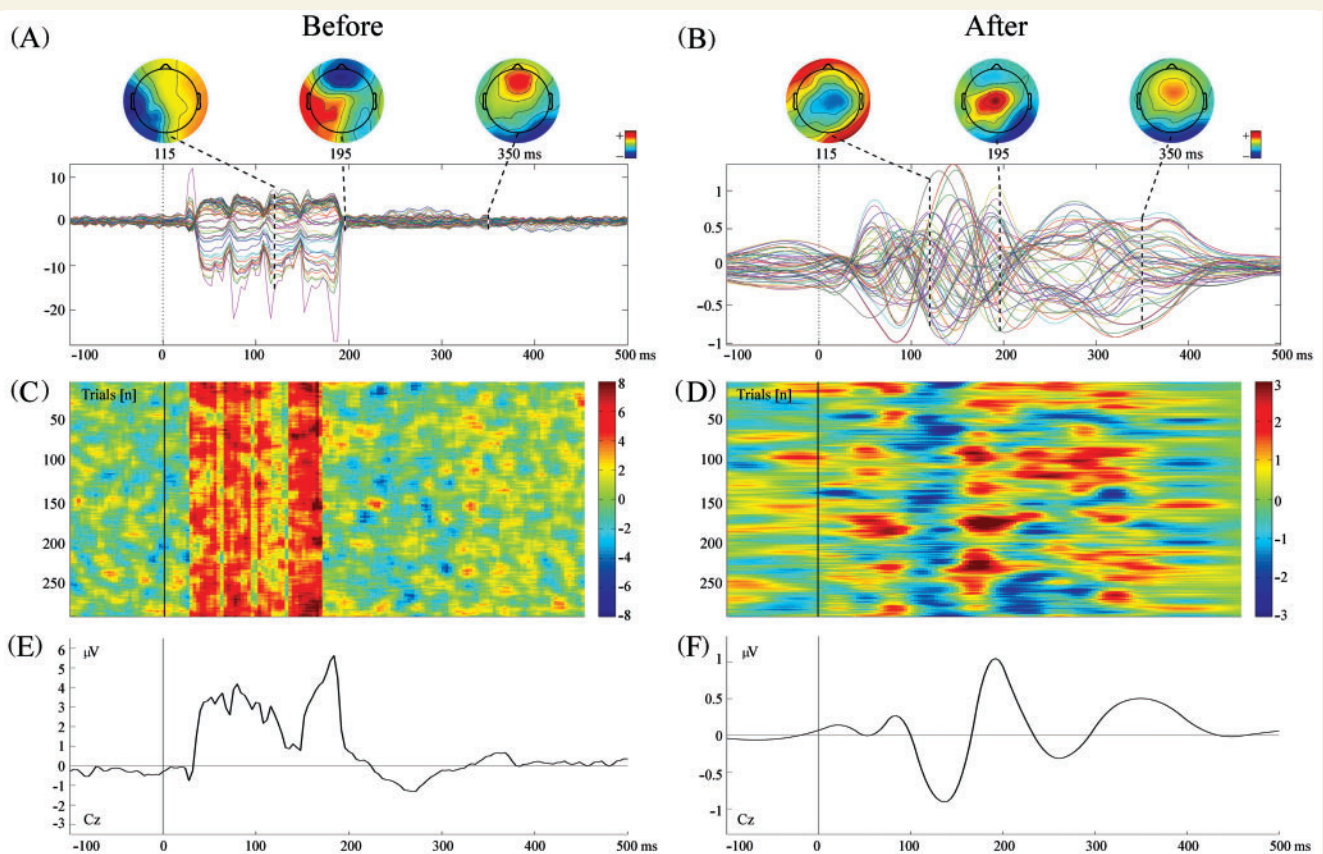 Before
(A)
115
195
350 ms
+
–
10
0
-10
-20
-100 0 100 200 300 400 500 ms
After
(B)
115
195
350 ms
+
–
1
0.5
0
-0.5
-1
-100 0 100 200 300 400 500 ms
(C)
Trials [n]
50
100
150
200
250
8
6
4
2
0
-2
-4
-6
-8
(D)
Trials [n]
50
100
150
200
250
3
2
1
0
-1
-2
-3
(E)
μV
6
5
4
3
2
1
0
-1
-2
-3
Cz
-100 0 100 200 300 400 500 ms
(F)
μV
1
0.5
0
-0.5
-1
Cz
-100 0 100 200 300 400 500 ms